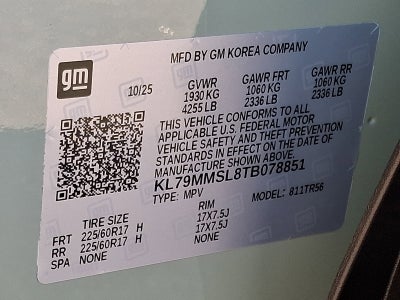 gm
MFD BY GM KOREA COMPANY
10/25 GVWR GAWR FRT GAWR RR
1930 KG 1060 KG 1060 KG
4255 LB 2336 LB 2336 LB
THIS VEHICLE CONFORMS TO ALL
APPLICABLE U.S. FEDERAL MOTOR
VEHICLE SAFETY AND THEFT PREVENTION
STANDARDS IN EFFECT ON THE DATE OF
MANUFACTURE SHOWN ABOVE.
KL79MMSL8TB078851
TYPE: MPV MODEL: 811TR56
TIRE SIZE RIM
FRT 225/60R17 H 17X7.5J
RR 225/60R17 H 17X7.5J
SPA NONE NONE